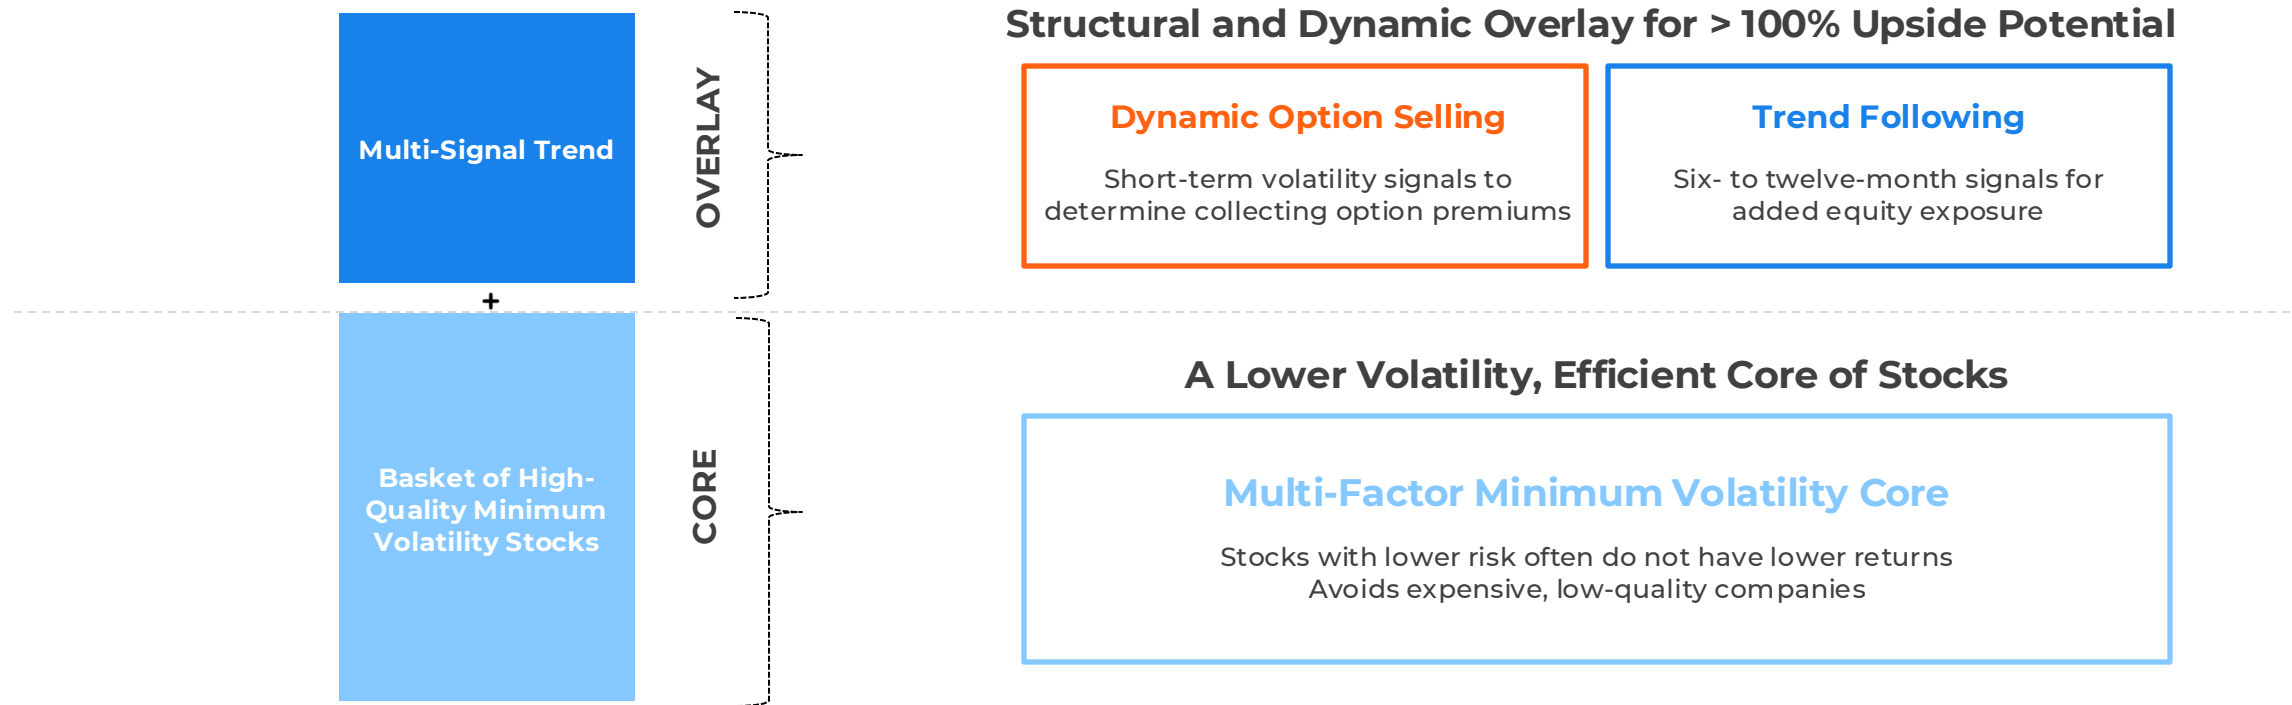 Structural and Dynamic Overlay for > 100% Upside Potential
Multi-Signal Trend
OVERLAY
Dynamic Option Selling
Short-term volatility signals to
determine collecting option premiums
Trend Following
Six- to twelve-month signals for
added equity exposure
+
A Lower Volatility, Efficient Core of Stocks
Basket of High-
Quality Minimum
Volatility Stocks
CORE
Multi-Factor Minimum Volatility Core
Stocks with lower risk often do not have lower returns
Avoids expensive, low-quality companies